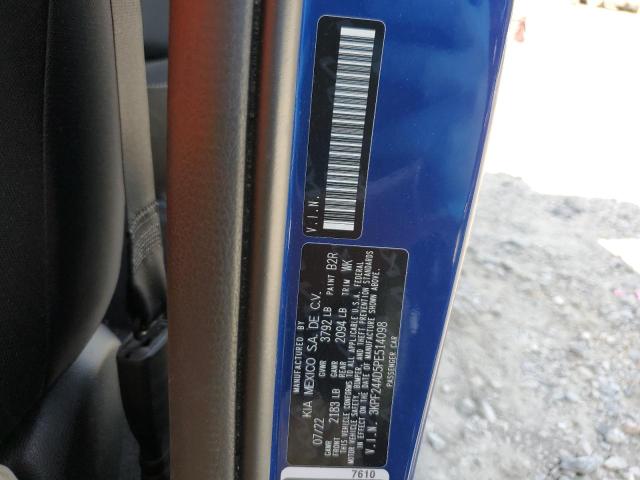 V.I.N.
MANUFACTURED BY
KIA MEXICO S.A. DE C.V.
07/22 GVWR 3792 LB PAINT B2R
GAWR FRONT 2183 LB GAWR REAR 2094 LB TRIM WK
THIS VEHICLE CONFORMS TO ALL APPLICABLE U.S.A. FEDERAL
MOTOR VEHICLE SAFETY, BUMPER, AND THEFT PREVENTION STANDARDS
IN EFFECT ON THE DATE OF MANUFACTURE SHOWN ABOVE.
V.I.N. 3KPF24AD5PE514098
PASSENGER CAR
7610